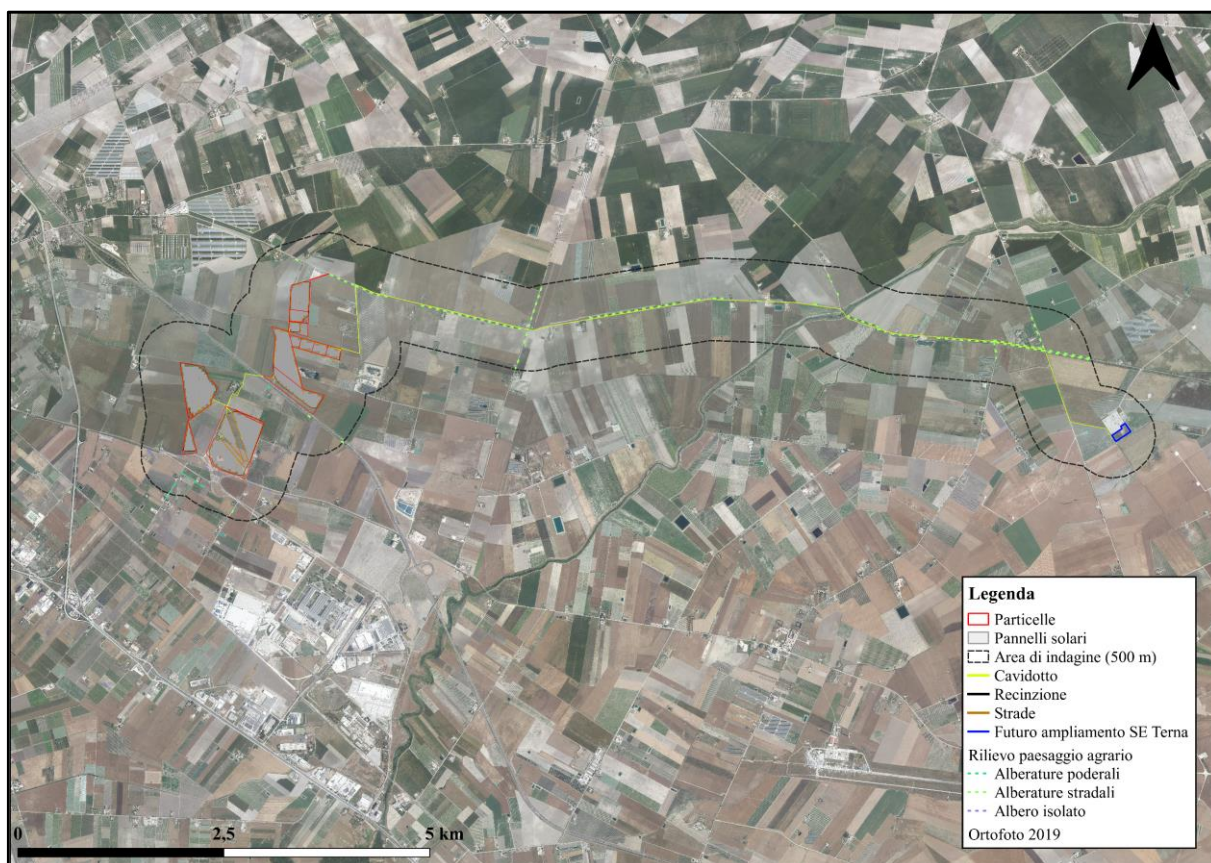 Legenda
Particelle
Pannelli solari
Area di indagine (500 m)
Cavidotto
Recinzione
Strade
Futuro ampliamento SE Terna
Rilievo paesaggio agrario
Alberature poderali
Alberature stradali
Albero isolato
Ortofoto 2019
0 2,5 5 km